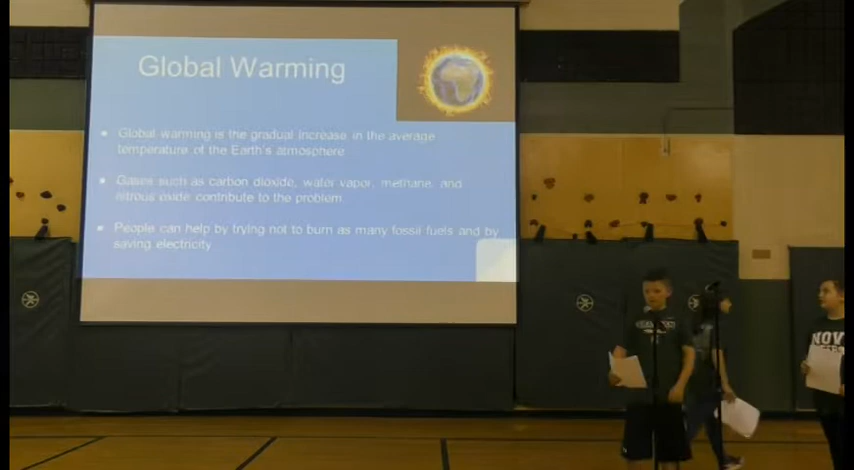 Global Warming
Global warming is the gradual increase in the average
temperature of the Earth's atmosphere
Gases such as carbon dioxide, water vapor, methane, and
nitrous oxide contribute to the problem
People can help by trying not to burn as many fossil fuels and by
saving electricity
NOV